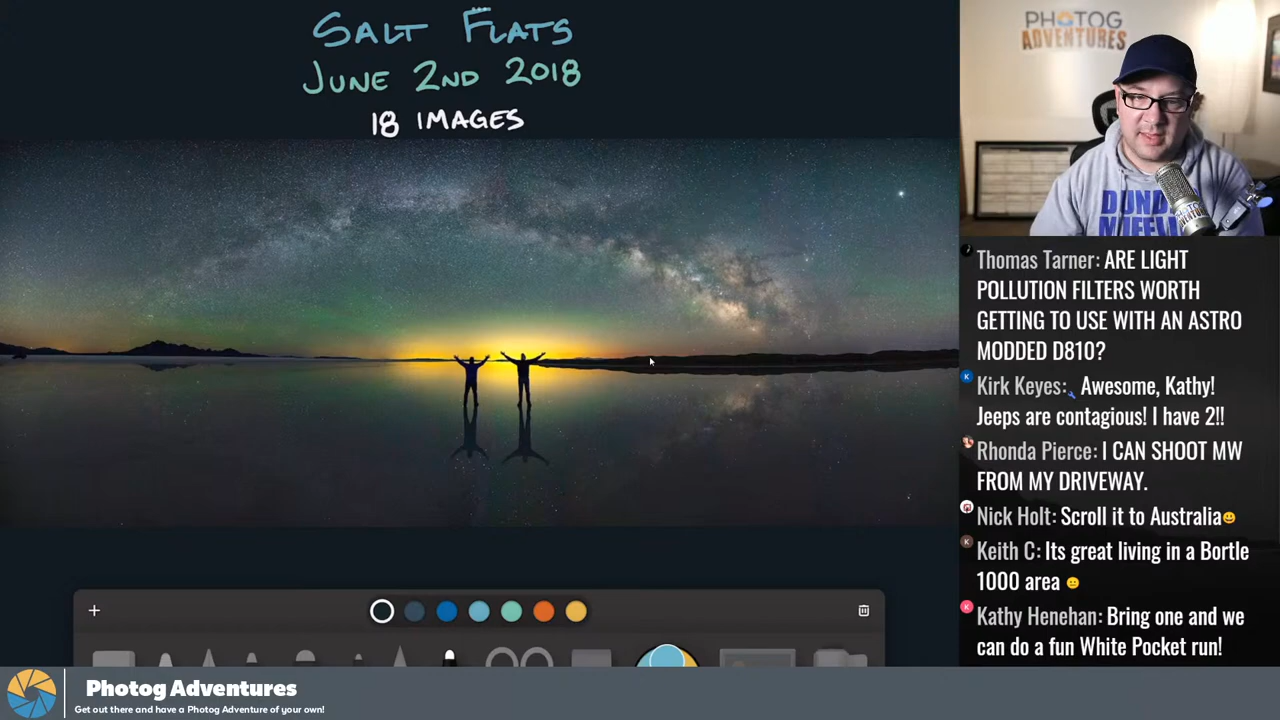 SALT FLATS
JUNE 2ND 2018
18 IMAGES
PHOTOG
ADVENTURES
Thomas Tarner: ARE LIGHT
POLLUTION FILTERS WORTH
GETTING TO USE WITH AN ASTRO
MODDED D810?
Kirk Keyes: Awesome, Kathy!
Jeeps are contagious! I have 2!!
Rhonda Pierce: I CAN SHOOT MW
FROM MY DRIVEWAY.
Nick Holt: Scroll it to Australia
Keith C: Its great living in a Bortle
1000 area
Kathy Henehan: Bring one and we
can do a fun White Pocket run!
Photog Adventures
Get out there and have a Photog Adventure of your own!